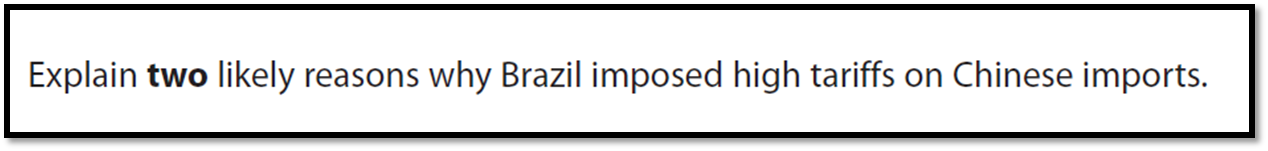 Explain two likely reasons why Brazil imposed high tariffs on Chinese imports.